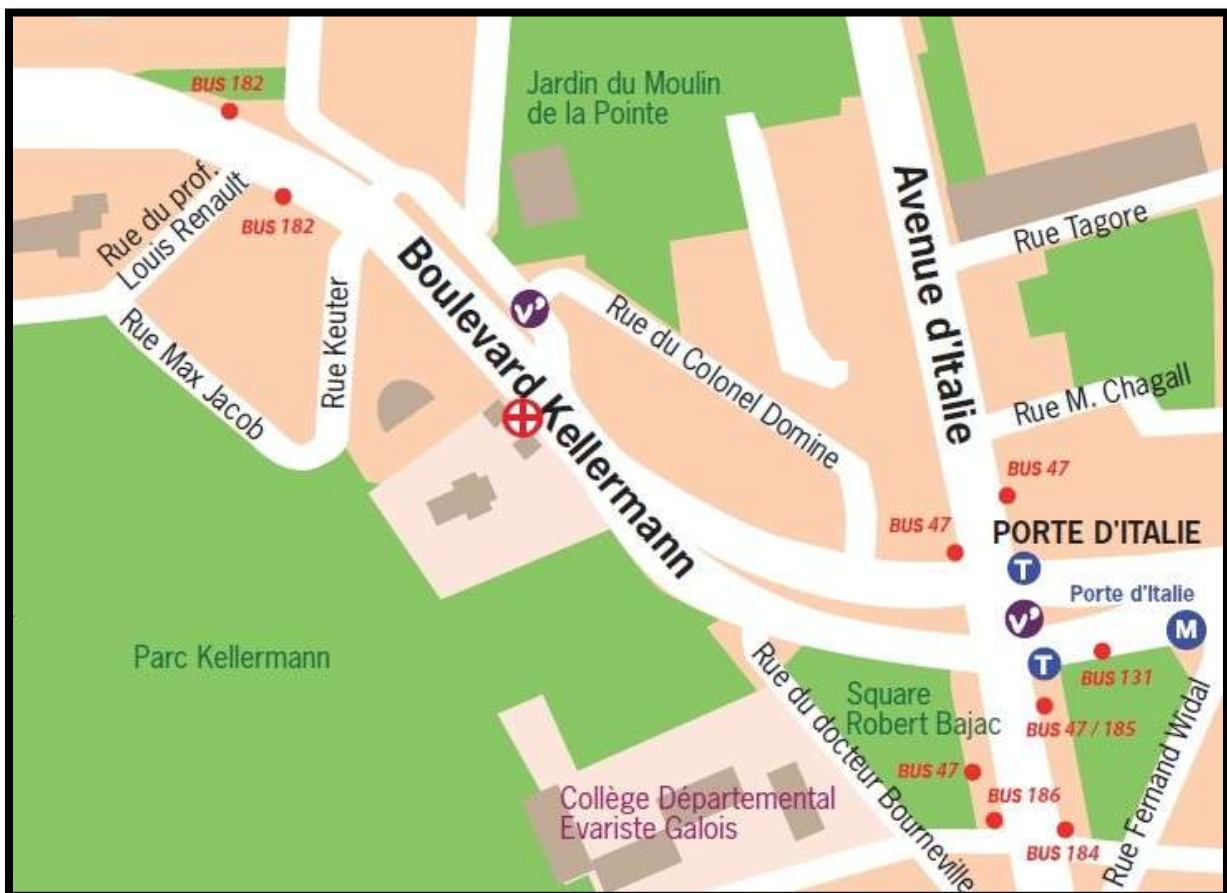 BUS 182
Jardin du Moulin
de la Pointe
Rue du prof.
Louis Renault
BUS 182
Avenue d'Italie
Rue Tagore
Boulevard Kellermann
V'
Rue du Colonel Domine
Rue Keuter
Rue Max Jacob
Rue M. Chagall
BUS 47
BUS 47
PORTE D'ITALIE
T
Porte d'Italie
V'
M
T
Parc Kellermann
Rue du docteur Bourneville
Square
Robert Bajac
BUS 131
BUS 47 / 185
Rue Fernand Widal
BUS 47
BUS 186
Collège Départemental
Evariste Galois
BUS 184